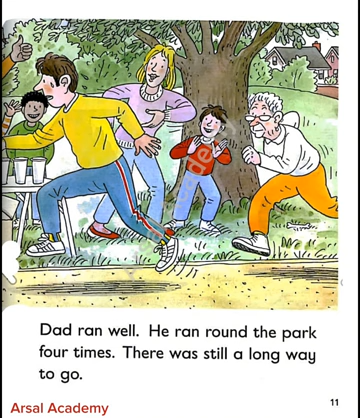 Dad ran well. He ran round the park
four times. There was still a long way
to go.
11
Arsal Academy